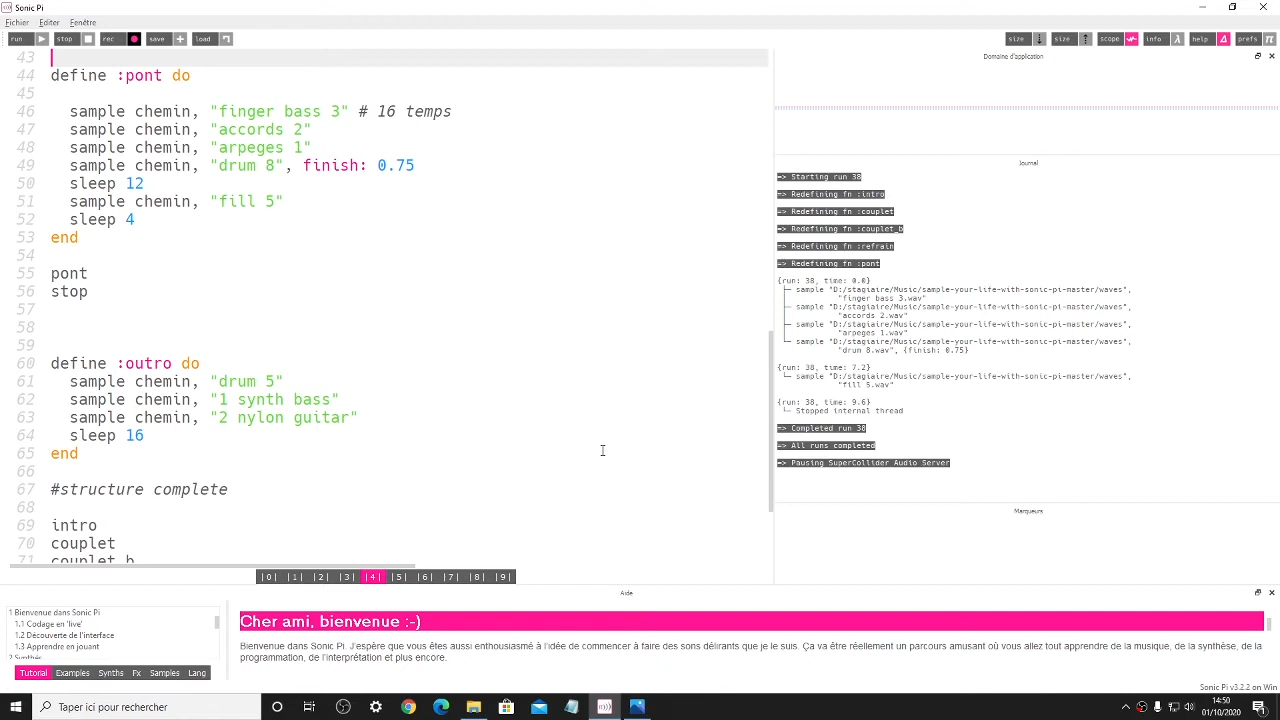 Sonic Pi
Fichier Editer Fenêtre
run stop rec save load size size scope info help prefs
43
44 define :pont do
45
46 sample chemin, "finger bass 3" # 16 temps
47 sample chemin, "accords 2"
48 sample chemin, "arpeges 1"
49 sample chemin, "drum 8", finish: 0.75
50 sleep 12
51 sample chemin, "fill 5"
52 sleep 4
53 end
54
55 pont
56 stop
57
58
59
60 define :outro do
61 sample chemin, "drum 5"
62 sample chemin, "1 synth bass"
63 sample chemin, "2 nylon guitar"
64 sleep 16
65 end
66
67 #structure complete
68
69 intro
70 couplet
71 couplet_b
|0| |1| |2| |3| |4| |5| |6| |7| |8| |9|
Domaine d'application
Journal
=> Starting run 38
=> Redefining fn :intro
=> Redefining fn :couplet
=> Redefining fn :couplet_b
=> Redefining fn :refrain
=> Redefining fn :pont
{run: 38, time: 0.0}
├─ sample "D:/stagiaire/Music/sample-your-life-with-sonic-pi-master/waves",
"finger bass 3.wav"
├─ sample "D:/stagiaire/Music/sample-your-life-with-sonic-pi-master/waves",
"accords 2.wav"
├─ sample "D:/stagiaire/Music/sample-your-life-with-sonic-pi-master/waves",
"arpeges 1.wav"
└─ sample "D:/stagiaire/Music/sample-your-life-with-sonic-pi-master/waves",
"drum 8.wav", {finish: 0.75}
{run: 38, time: 7.2}
└─ sample "D:/stagiaire/Music/sample-your-life-with-sonic-pi-master/waves",
"fill 5.wav"
{run: 38, time: 9.6}
└─ Stopped internal thread
=> Completed run 38
=> All runs completed
=> Pausing SuperCollider Audio Server
Marqueurs
Aide
1 Bienvenue dans Sonic Pi
1.1 Codage en 'live'
1.2 Découverte de l'interface
1.3 Apprendre en jouant
2 Synthés
Tutorial Examples Synths Fx Samples Lang
Cher ami, bienvenue :-)
Bienvenue dans Sonic Pi. J'espère que vous êtes aussi enthousiasmé à l'idée de commencer à faire des sons délirants que je le suis. Ça va être réellement un parcours amusant où vous allez tout apprendre de la musique, de la synthèse, de la
programmation, de l'interprétation et plus encore.
Sonic Pi v3.2.2 on Win
Taper ici pour rechercher
14:50
01/10/2020